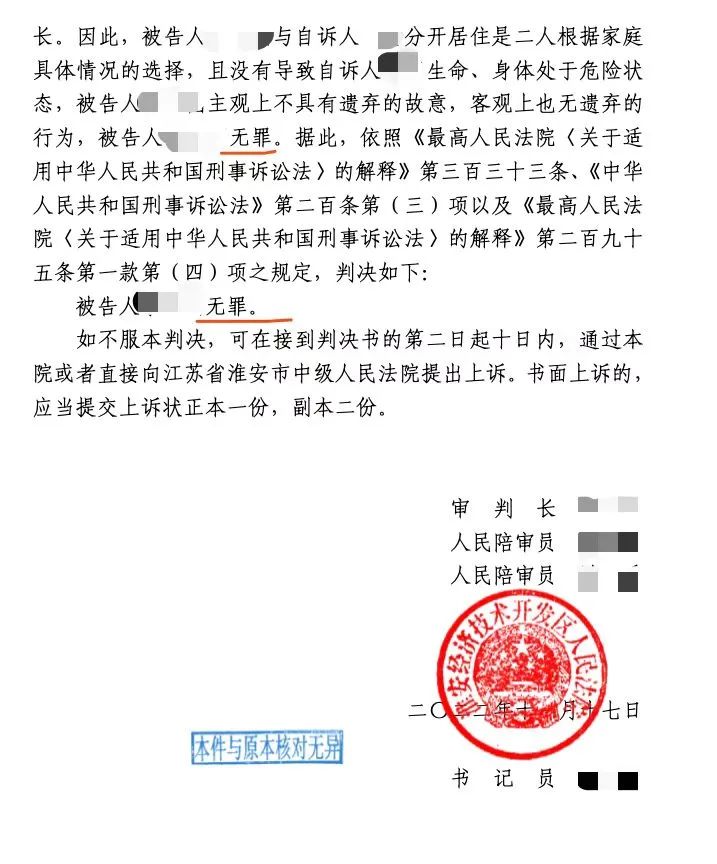 长。因此，被告人 与自诉人 分开居住是二人根据家庭
具体情况的选择，且没有导致自诉人 生命、身体处于危险状
态，被告人 主观上不具有遗弃的故意，客观上也无遗弃的
行为，被告人 无罪。据此，依照《最高人民法院〈关于适
用中华人民共和国刑事诉讼法〉的解释》第三百三十三条、《中华
人民共和国刑事诉讼法》第二百条第（三）项以及《最高人民法
院〈关于适用中华人民共和国刑事诉讼法〉的解释》第二百九十
五条第一款第（四）项之规定，判决如下：
被告人 无罪。
如不服本判决，可在接到判决书的第二日起十日内，通过本
院或者直接向江苏省淮安市中级人民法院提出上诉。书面上诉的，
应当提交上诉状正本一份，副本二份。
审 判 长
人民陪审员
人民陪审员
淮安经济技术开发区人民法院
二〇二二年十 月十七日
本件与原本核对无异
书 记 员